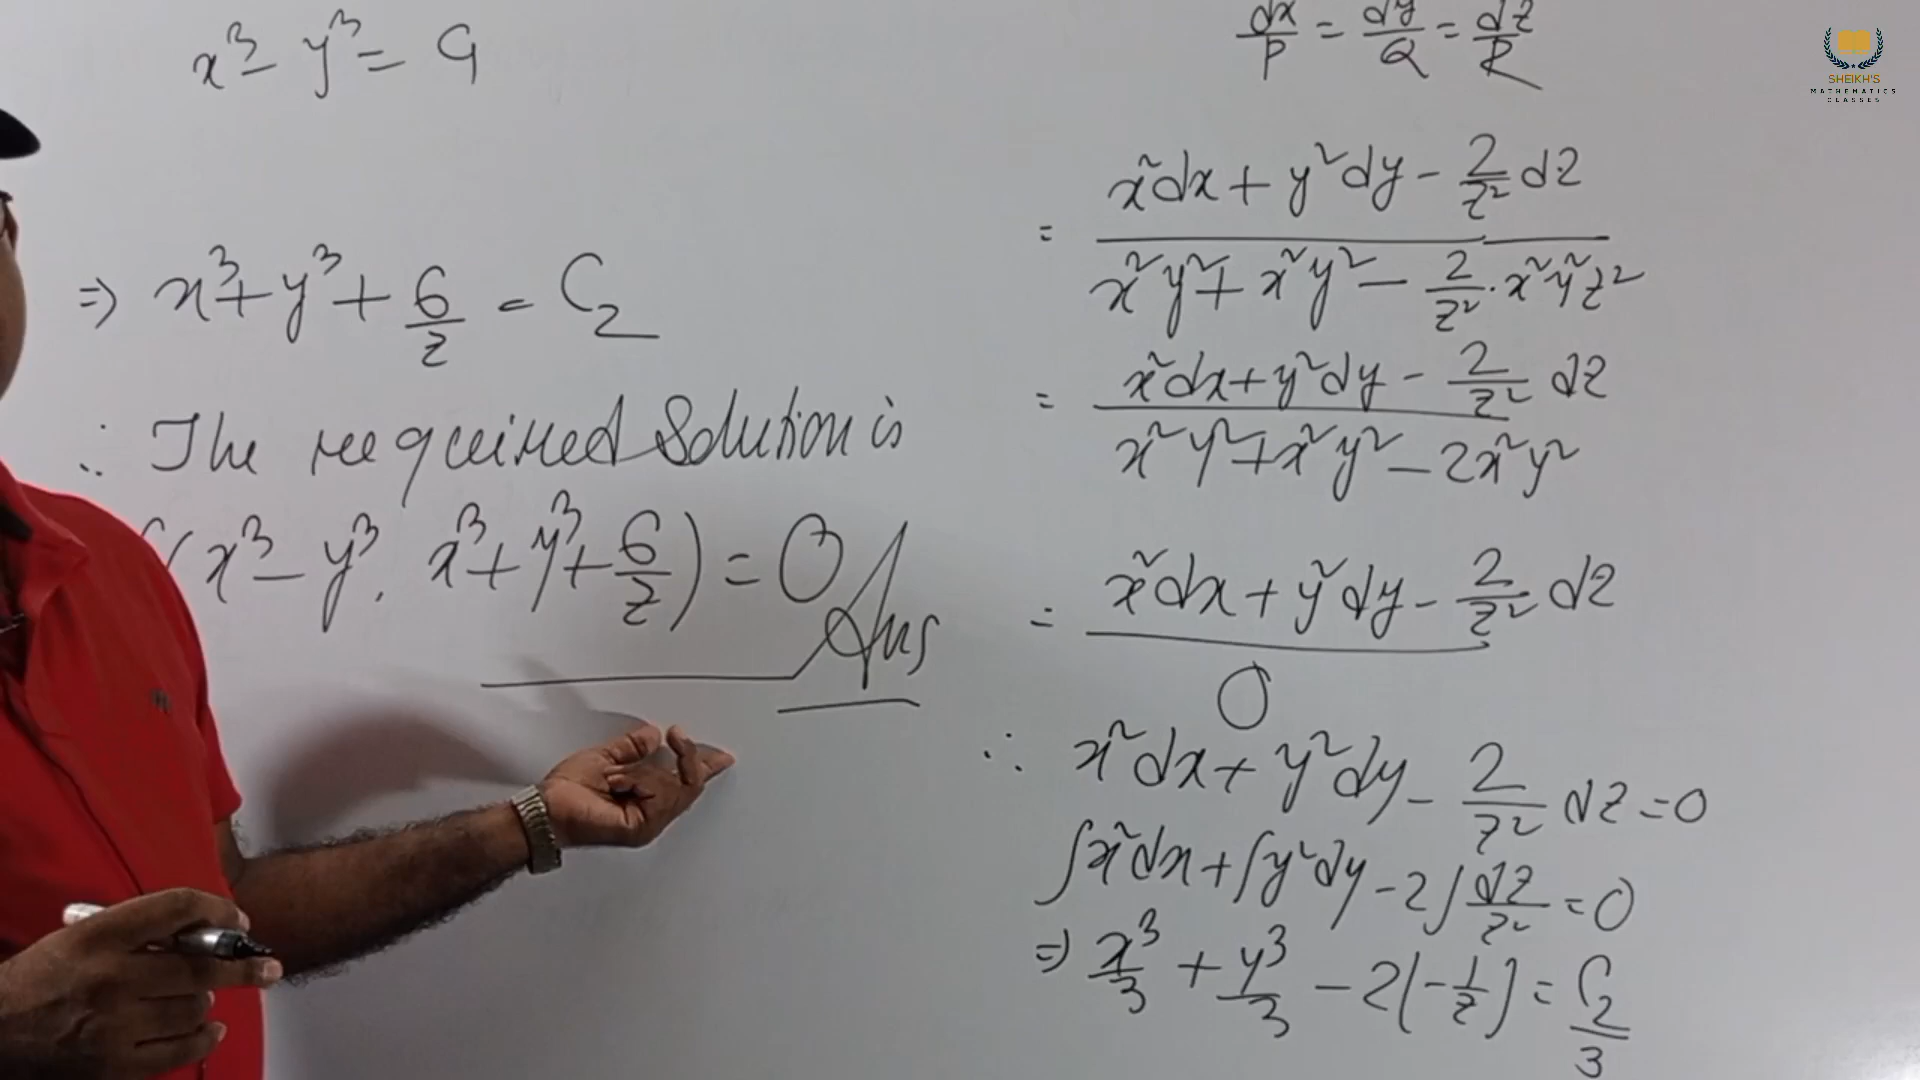 x³ - y³ = C₁
⇒ x³ + y³ + 6/z = C₂
∴ The required solution is
f(x³ - y³, x³ + y³ + 6/z) = 0 Ans
dx/P = dy/Q = dz/R
= (x²dx + y²dy - 2/z² dz)/(x²y² + x²y² - 2/z² · x²y²z²)
= (x²dx + y²dy - 2/z² dz)/(x²y² + x²y² - 2x²y²)
= (x²dx + y²dy - 2/z² dz)/0
∴ x²dx + y²dy - 2/z² dz = 0
∫x²dx + ∫y²dy - 2∫dz/z² = 0
⇒ x³/3 + y³/3 - 2(-1/z) = C₂/3
SHEIKH'S
MATHEMATICS
CLASSES